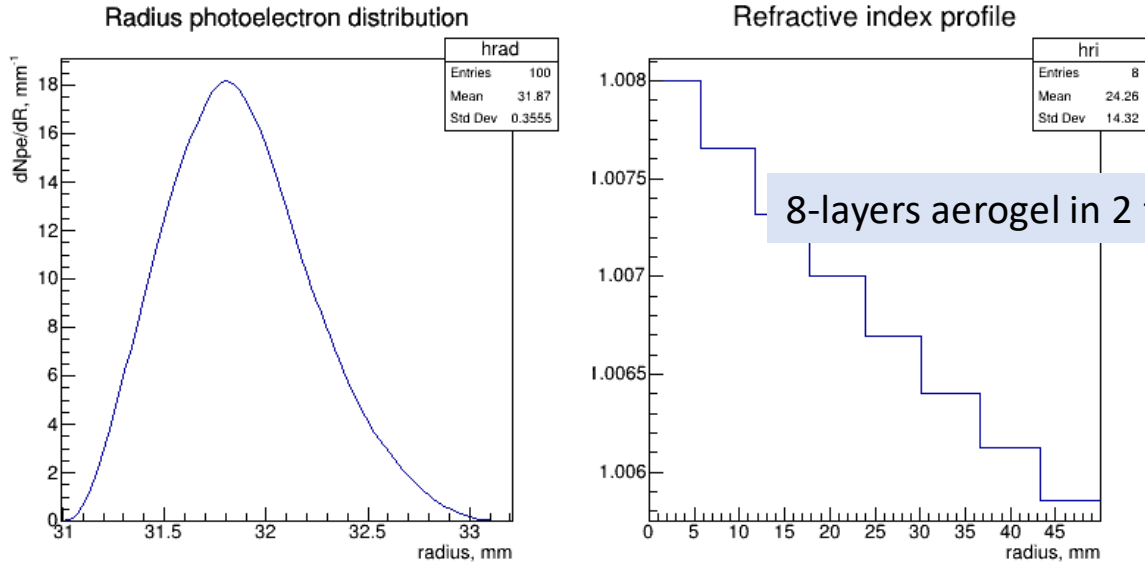 Radius photoelectron distribution
hrad
Entries 100
Mean 31.87
Std Dev 0.3555
dNpe/dR, mm⁻¹
18
16
14
12
10
8
6
4
2
0
31 31.5 32 32.5 33
radius, mm
Refractive index profile
hri
Entries 8
Mean 24.26
Std Dev 14.32
1.008
1.0075
1.007
1.0065
1.006
8-layers aerogel in 2
0 5 10 15 20 25 30 35 40 45
radius, mm